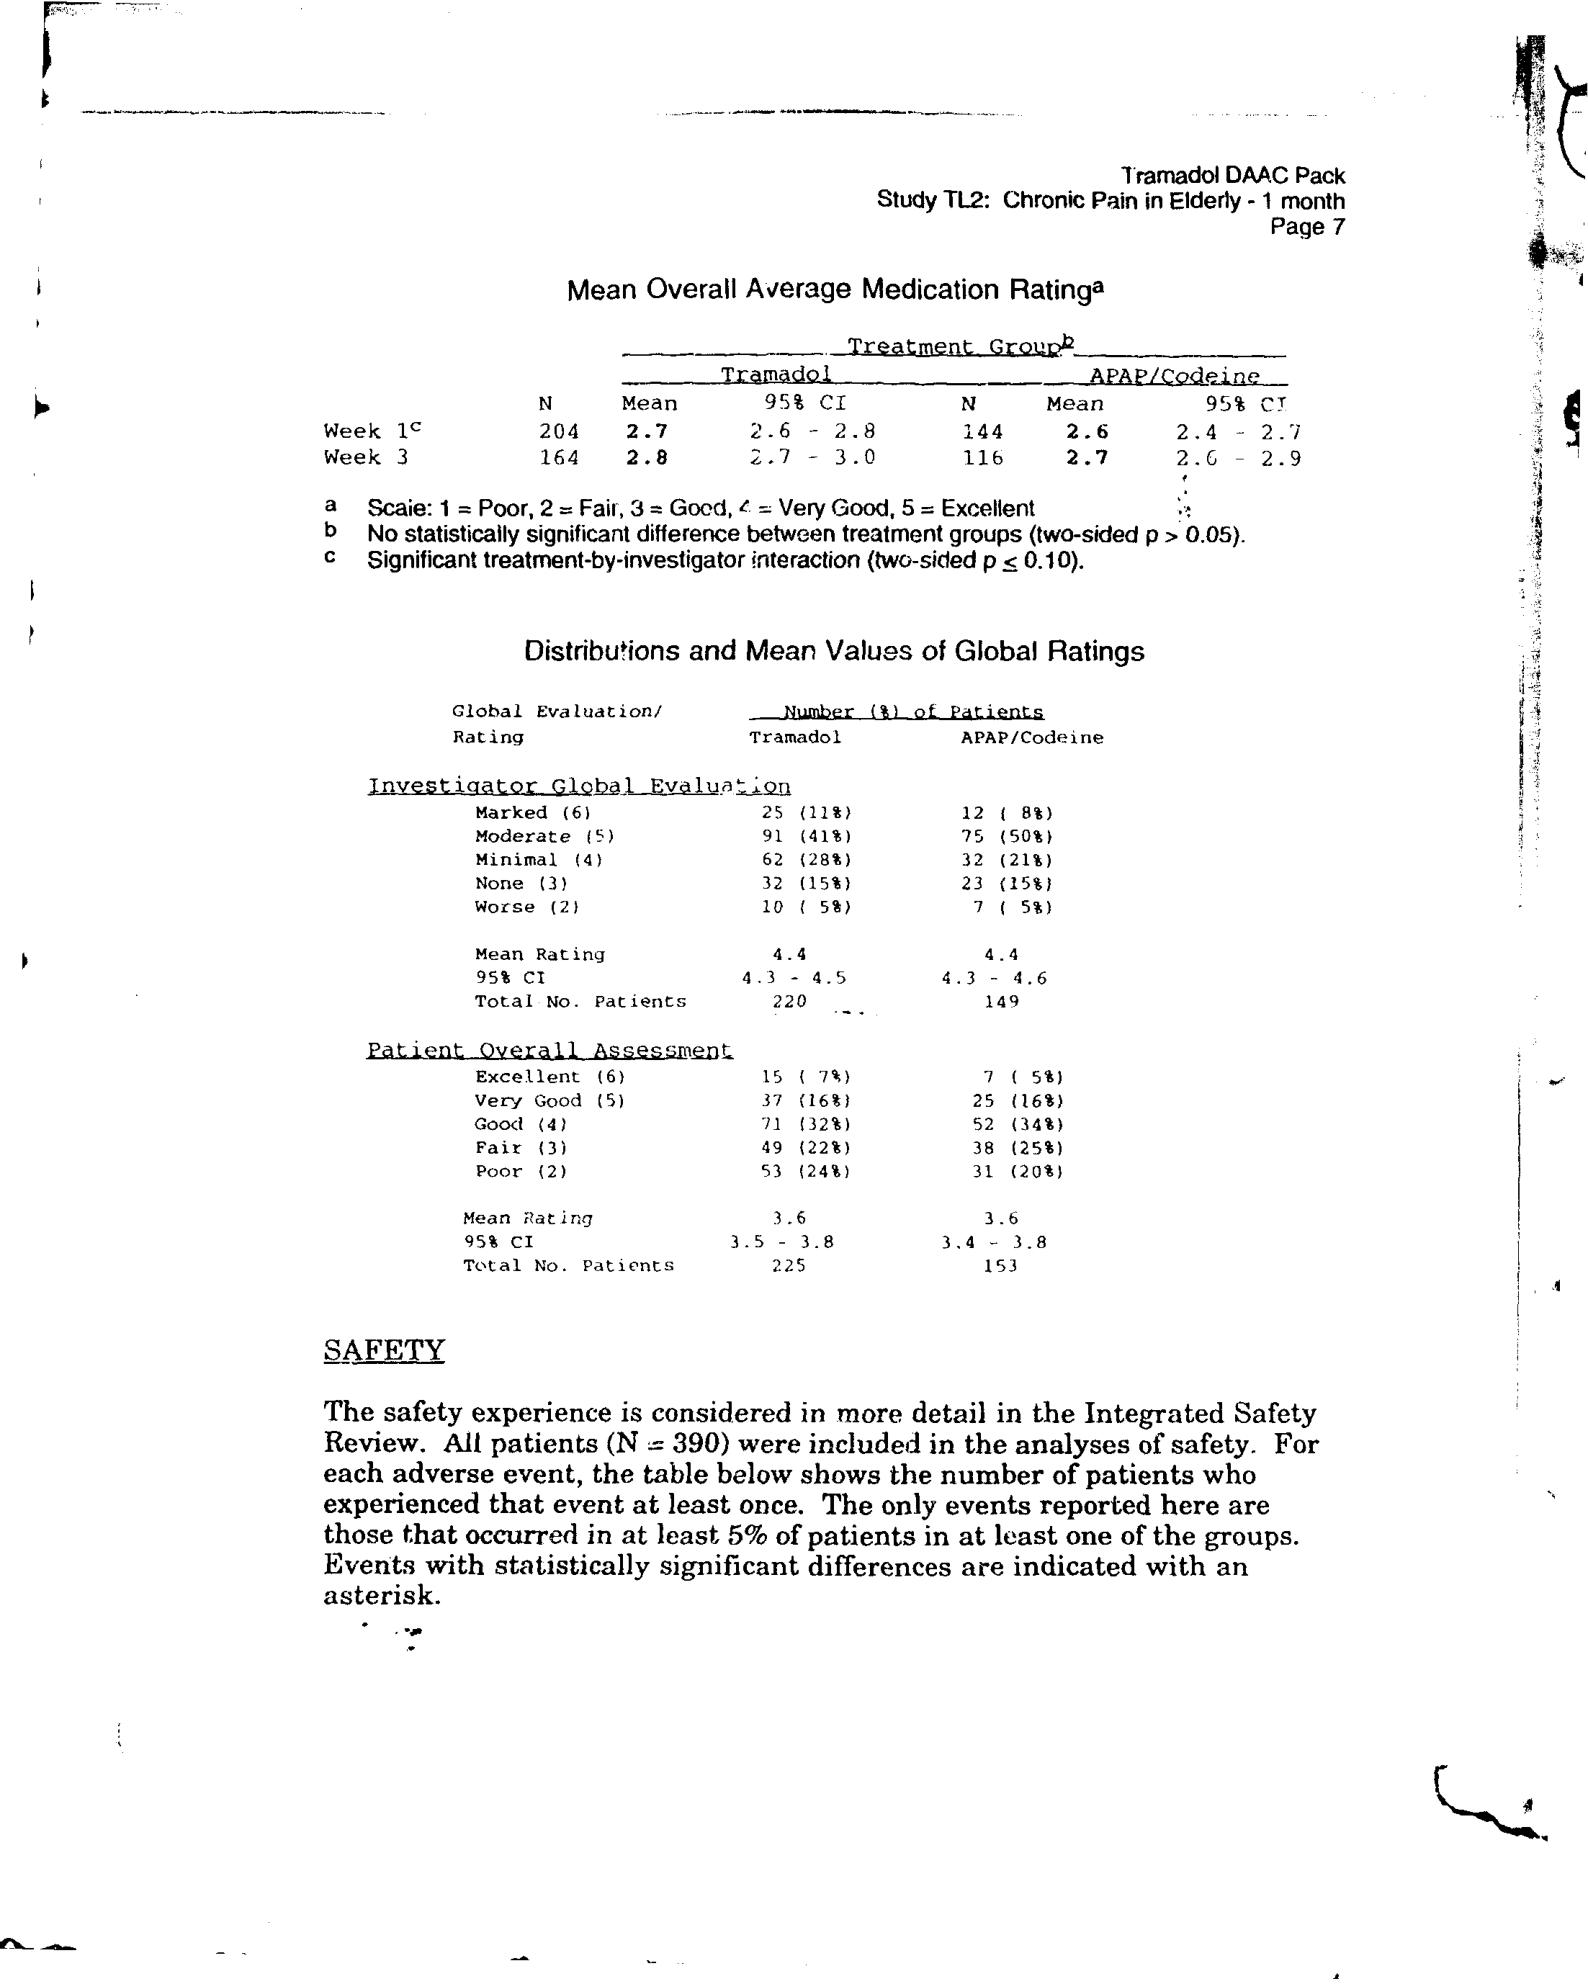 Tramadol DAAC Pack
Study TL2: Chronic Pain in Elderly - 1 month
Page 7
Mean Overall Average Medication Ratingᵃ
Treatment Groupᵇ
Tramadol APAP/Codeine
N Mean 95% CI N Mean 95% CI
Week 1ᶜ 204 2.7 2.6 - 2.8 144 2.6 2.4 - 2.7
Week 3 164 2.8 2.7 - 3.0 116 2.7 2.6 - 2.9
a Scale: 1 = Poor, 2 = Fair, 3 = Good, 4 = Very Good, 5 = Excellent
b No statistically significant difference between treatment groups (two-sided p > 0.05).
c Significant treatment-by-investigator interaction (two-sided p ≤ 0.10).
Distributions and Mean Values of Global Ratings
Global Evaluation/ Number (%) of Patients
Rating Tramadol APAP/Codeine
Investigator Global Evaluation
Marked (6) 25 (11%) 12 ( 8%)
Moderate (5) 91 (41%) 75 (50%)
Minimal (4) 62 (28%) 32 (21%)
None (3) 32 (15%) 23 (15%)
Worse (2) 10 ( 5%) 7 ( 5%)
Mean Rating 4.4 4.4
95% CI 4.3 - 4.5 4.3 - 4.6
Total No. Patients 220 149
Patient Overall Assessment
Excellent (6) 15 ( 7%) 7 ( 5%)
Very Good (5) 37 (16%) 25 (16%)
Good (4) 71 (32%) 52 (34%)
Fair (3) 49 (22%) 38 (25%)
Poor (2) 53 (24%) 31 (20%)
Mean Rating 3.6 3.6
95% CI 3.5 - 3.8 3.4 - 3.8
Total No. Patients 225 153
SAFETY
The safety experience is considered in more detail in the Integrated Safety
Review. All patients (N = 390) were included in the analyses of safety. For
each adverse event, the table below shows the number of patients who
experienced that event at least once. The only events reported here are
those that occurred in at least 5% of patients in at least one of the groups.
Events with statistically significant differences are indicated with an
asterisk.